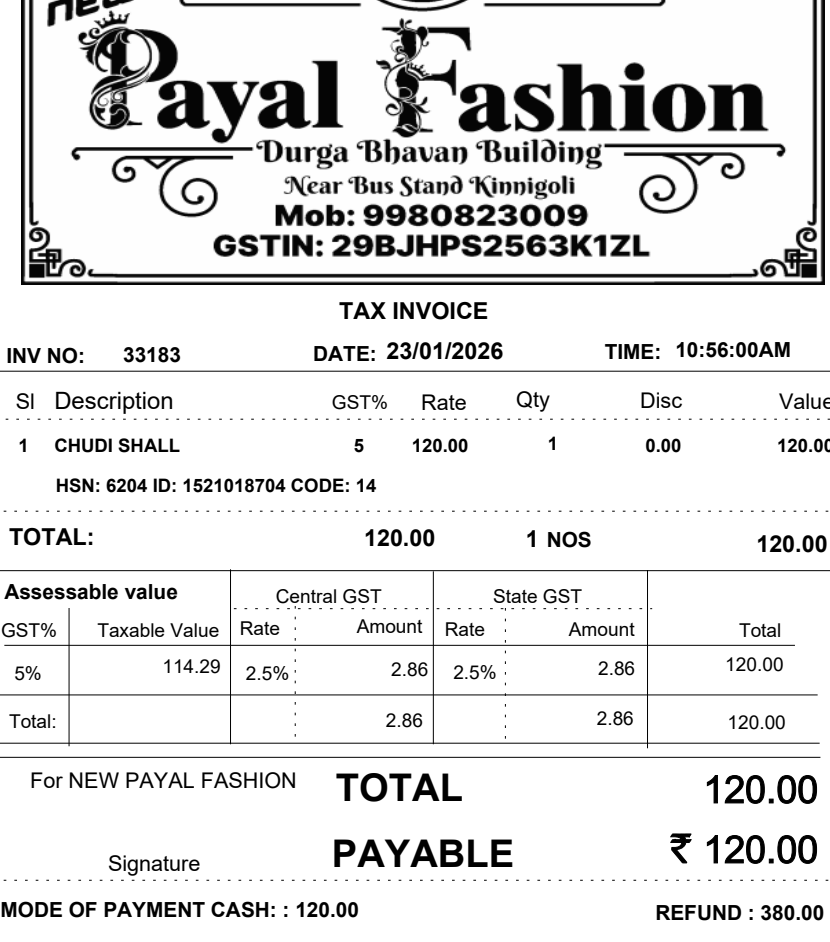 new
Payal Fashion
Durga Bhavan Building
Near Bus Stand Kinnigoli
Mob: 9980823009
GSTIN: 29BJHPS2563K1ZL
TAX INVOICE
INV NO: 33183 DATE: 23/01/2026 TIME: 10:56:00AM
Sl Description GST% Rate Qty Disc Value
1 CHUDI SHALL 5 120.00 1 0.00 120.00
HSN: 6204 ID: 1521018704 CODE: 14
TOTAL: 120.00 1 NOS 120.00
Assessable value Central GST State GST
GST% Taxable Value Rate Amount Rate Amount Total
5% 114.29 2.5% 2.86 2.5% 2.86 120.00
Total: 2.86 2.86 120.00
For NEW PAYAL FASHION TOTAL 120.00
Signature PAYABLE ₹ 120.00
MODE OF PAYMENT CASH: : 120.00 REFUND : 380.00